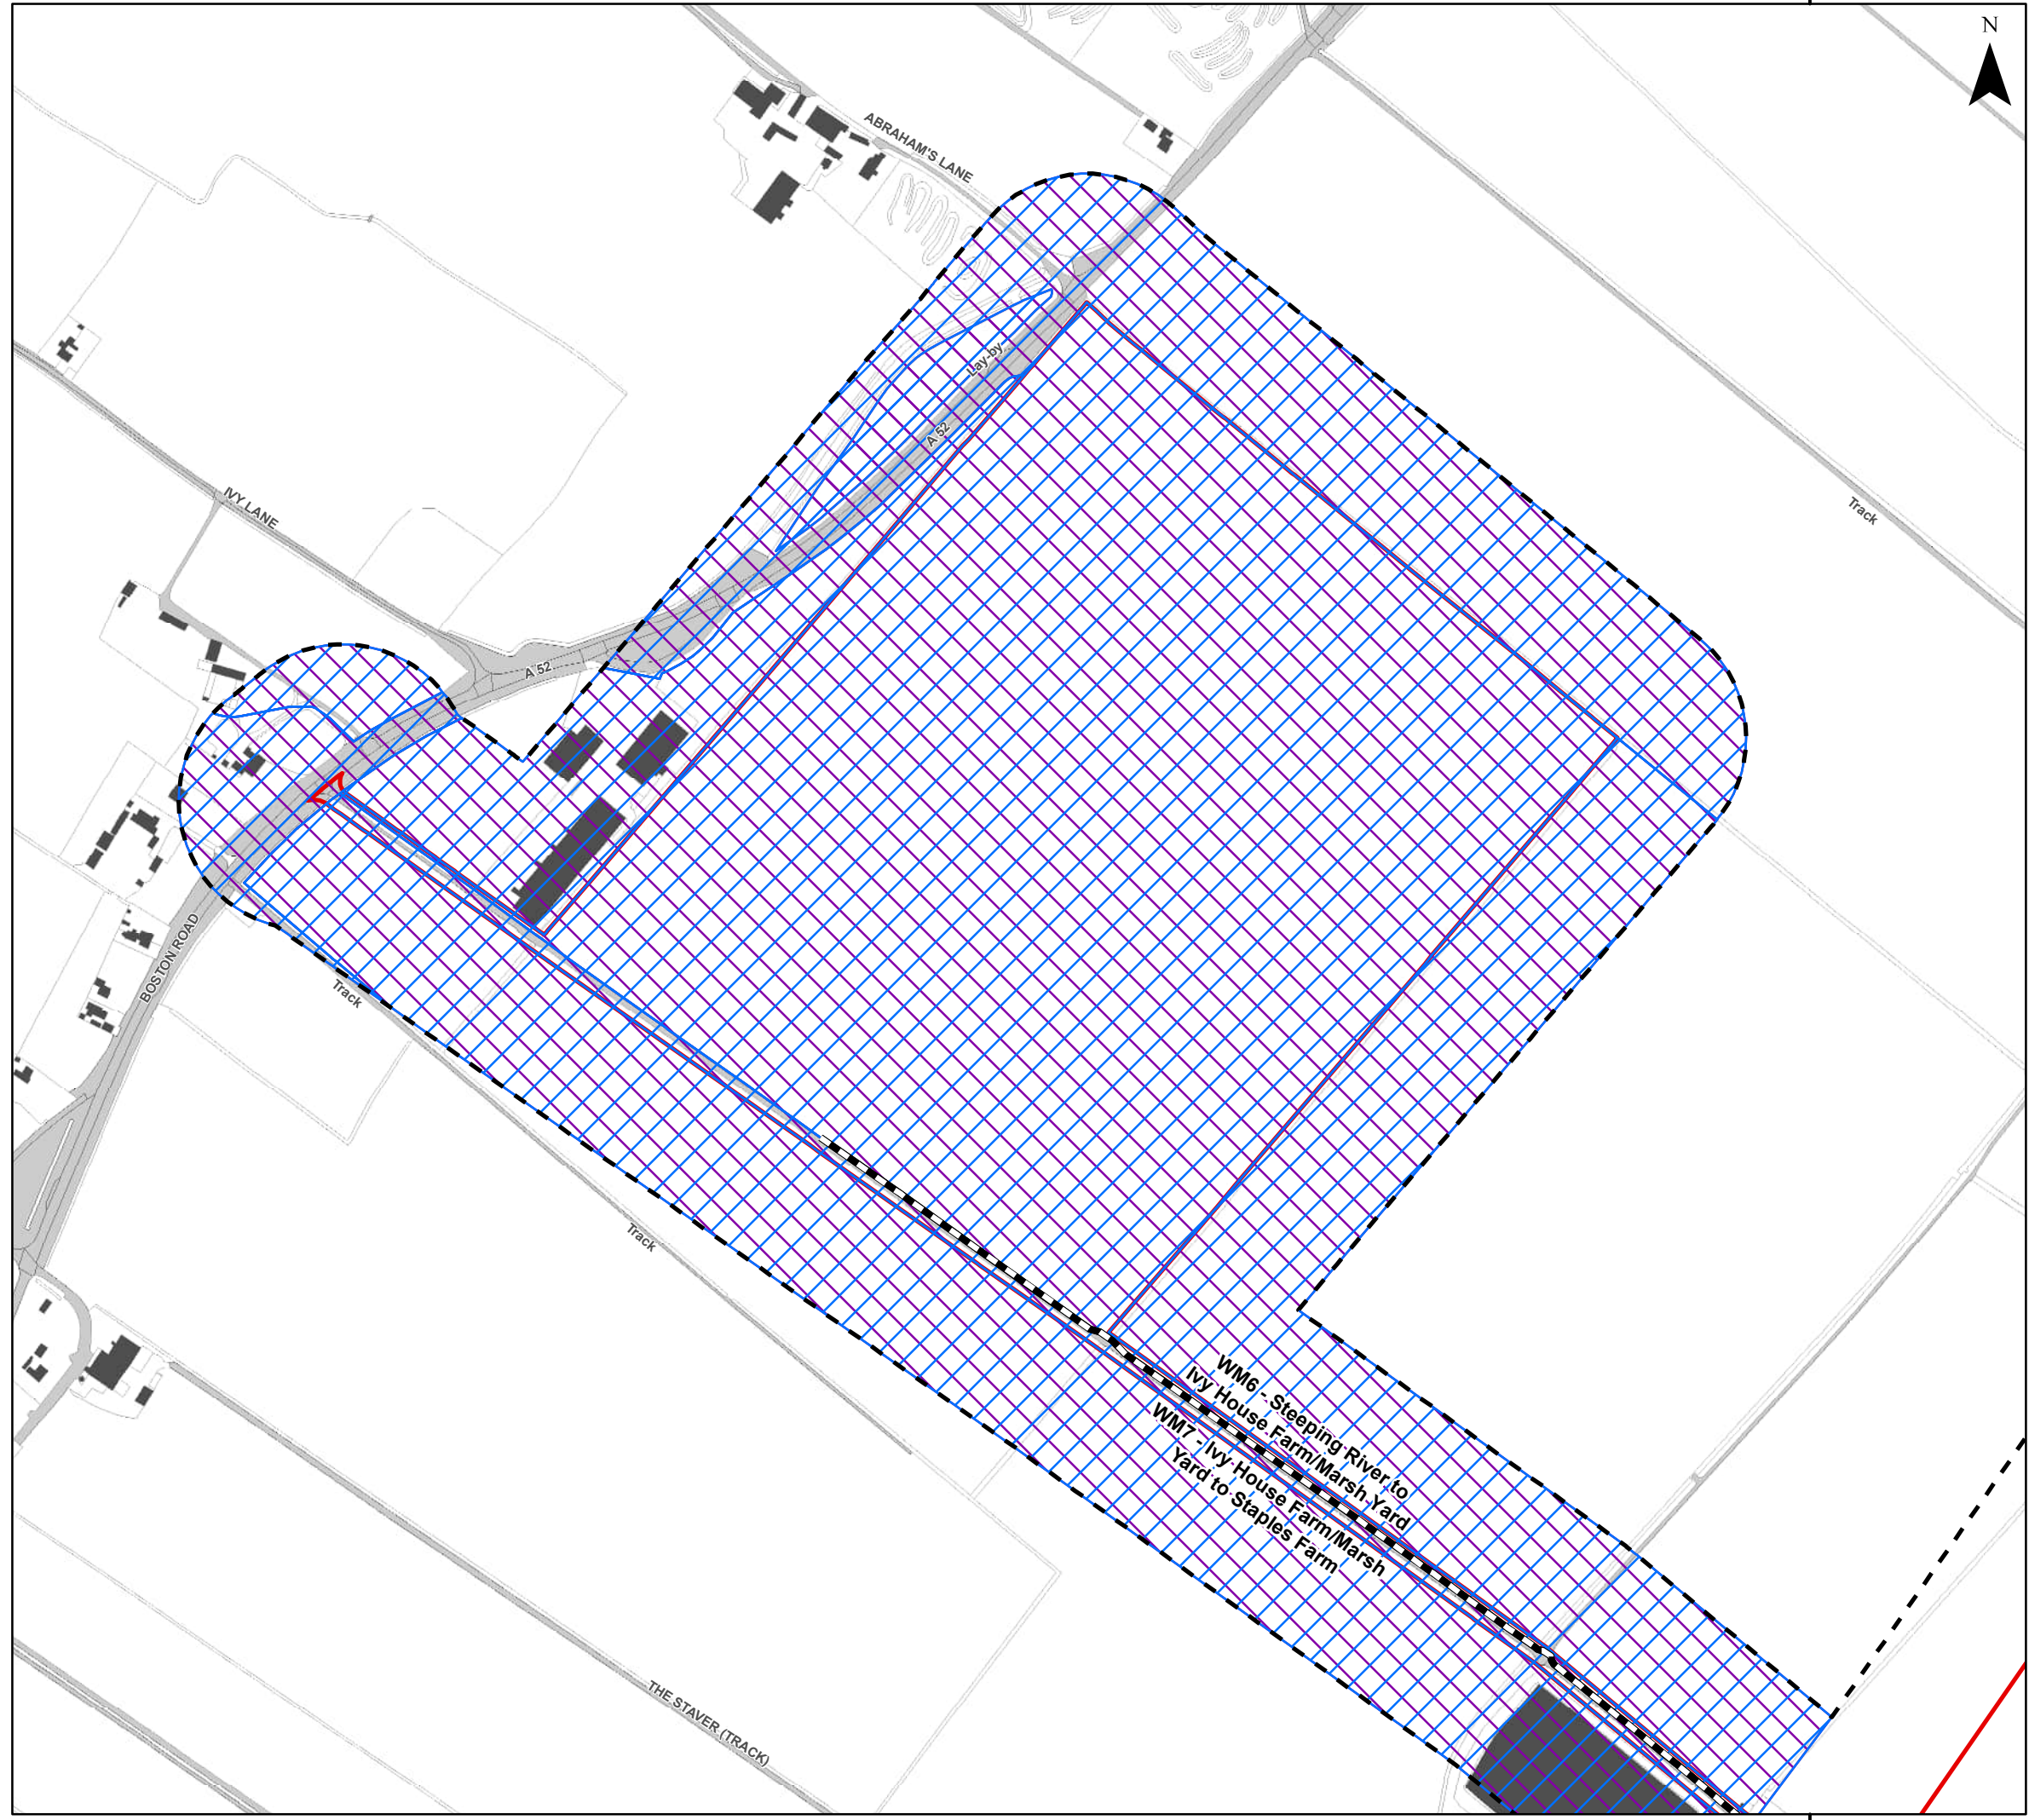 N
ABRAHAM'S LANE
Lay-by
A 52
Track
IVY LANE
A 52
BOSTON ROAD
Track
Track
WM6 - Steeping River to
Ivy House Farm/Marsh Yard
WM7 - Ivy House Farm/Marsh
Yard to Staples Farm
THE STAVER (TRACK)